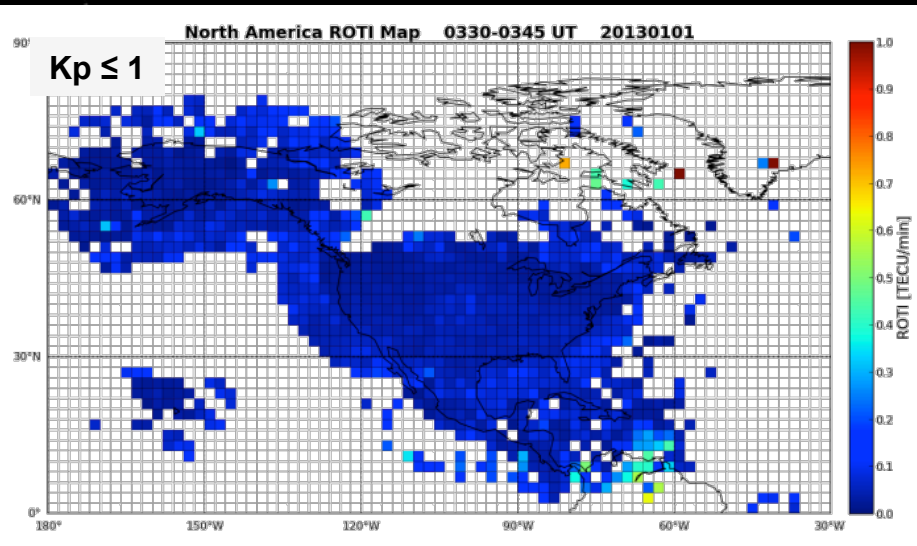 North America ROTI Map 0330-0345 UT 20130101
Kp ≤ 1
90°
60°N
30°N
0°
180°
150°W
120°W
90°W
60°W
30°W
1.0
0.9
0.8
0.7
0.6
0.5
0.4
0.3
0.2
0.1
0.0
ROTI [TECU/min]